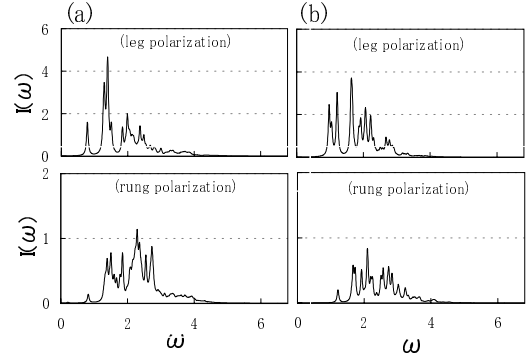 (a)
(b)
6
4
2
0
I(ω)
(leg polarization)
(leg polarization)
2
1
0
I(ω)
(rung polarization)
(rung polarization)
0 2 4 6
0 2 4 6
ω
ω